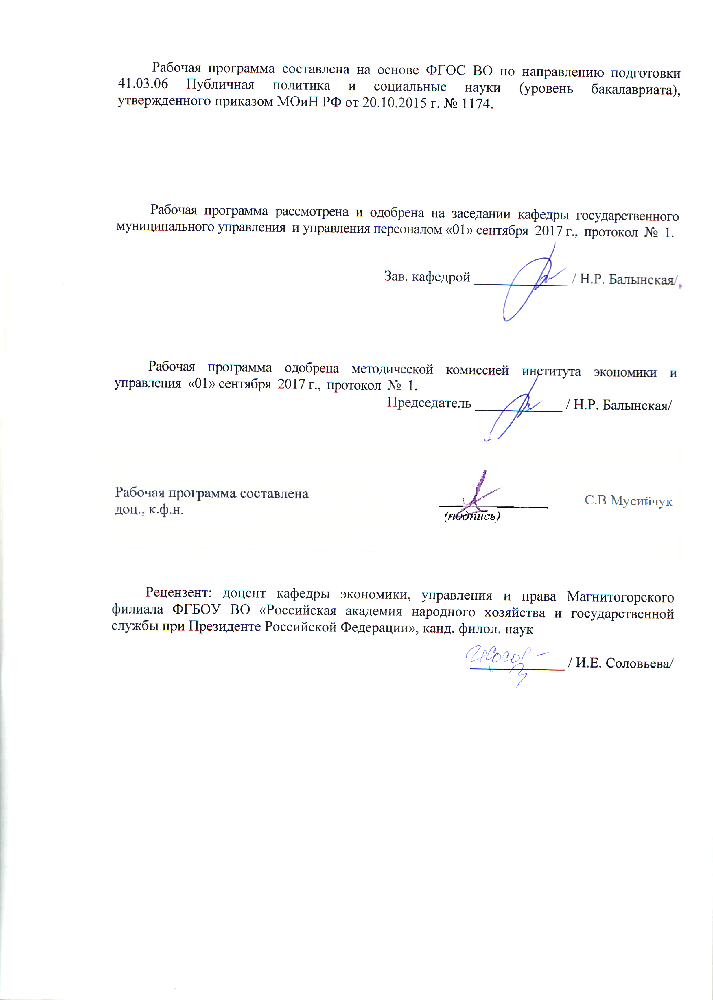 Рабочая программа составлена на основе ФГОС ВО по направлению подготовки
41.03.06 Публичная политика и социальные науки (уровень бакалавриата),
утвержденного приказом МОиН РФ от 20.10.2015 г. № 1174.
Рабочая программа рассмотрена и одобрена на заседании кафедры государственного
муниципального управления и управления персоналом «01» сентября 2017 г., протокол № 1.
Зав. кафедрой / Н.Р. Балынская/
Рабочая программа одобрена методической комиссией института экономики и
управления «01» сентября 2017 г., протокол № 1.
Председатель / Н.Р. Балынская/
Рабочая программа составлена
доц., к.ф.н.
С.В.Мусийчук
(подпись)
Рецензент: доцент кафедры экономики, управления и права Магнитогорского
филиала ФГБОУ ВО «Российская академия народного хозяйства и государственной
службы при Президенте Российской Федерации», канд. филол. наук
/ И.Е. Соловьева/